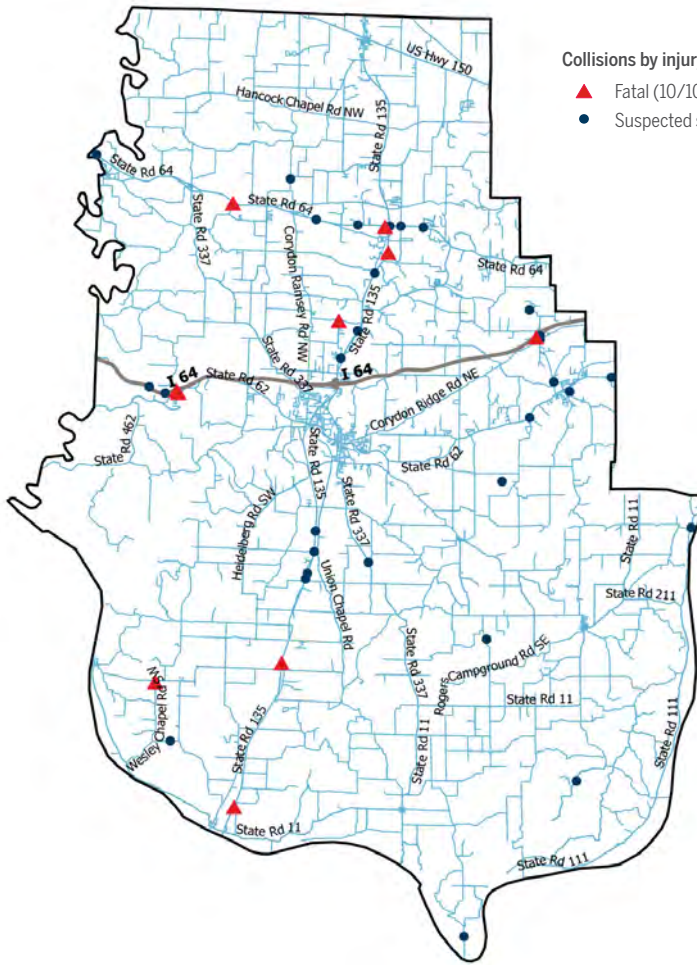 US Hwy 150
Collisions by injur
Fatal (10/10
Suspected s
Hancock Chapel Rd NW
State Rd 135
State Rd 64
State Rd 64
State Rd 337
Corydon Ramsey Rd NW
State Rd 64
State Rd 135
State Rd 337
I 64
I 64
State Rd 62
Corydon Ridge Rd NE
State Rd 462
State Rd 62
State Rd 135
Heidelberg Rd SW
State Rd 337
State Rd 11
Union Chapel Rd
State Rd 211
State Rd 337
Rogers Campground Rd SE
State Rd 11
Wesley Chapel Rd SW
State Rd 135
State Rd 11
State Rd 111
State Rd 11
State Rd 111